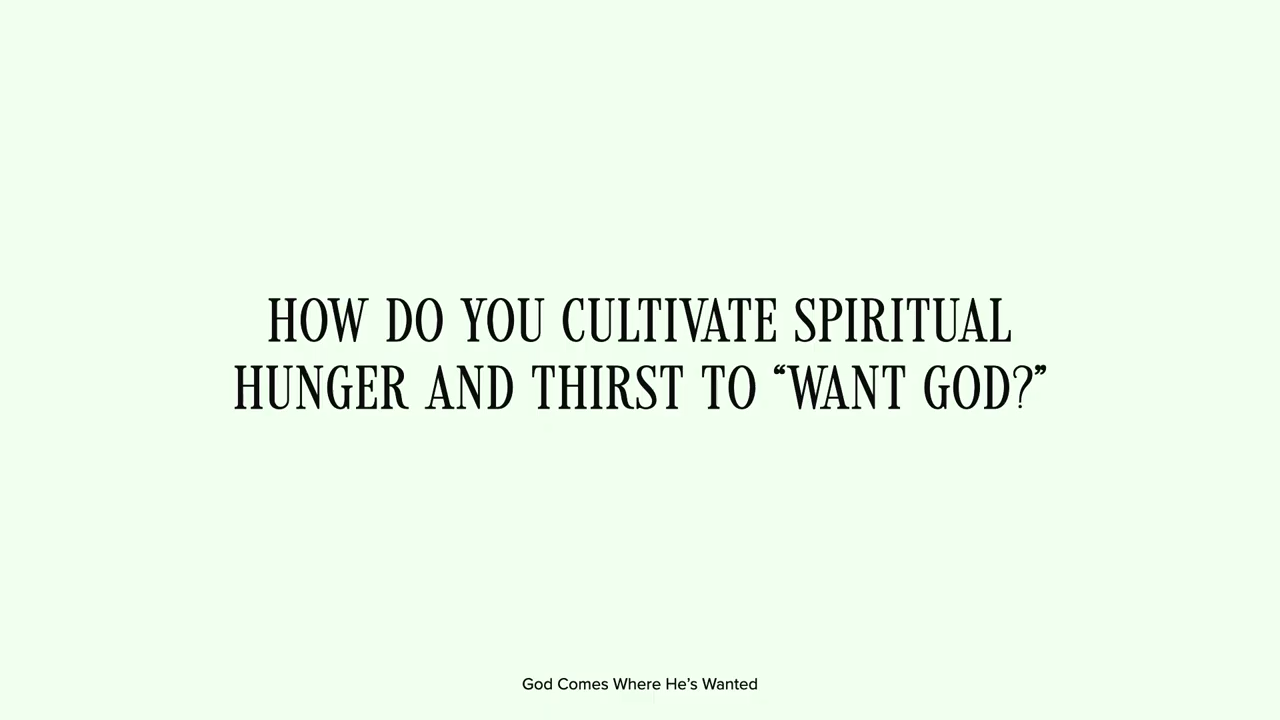 HOW DO YOU CULTIVATE SPIRITUAL
HUNGER AND THIRST TO “WANT GOD?”
God Comes Where He’s Wanted